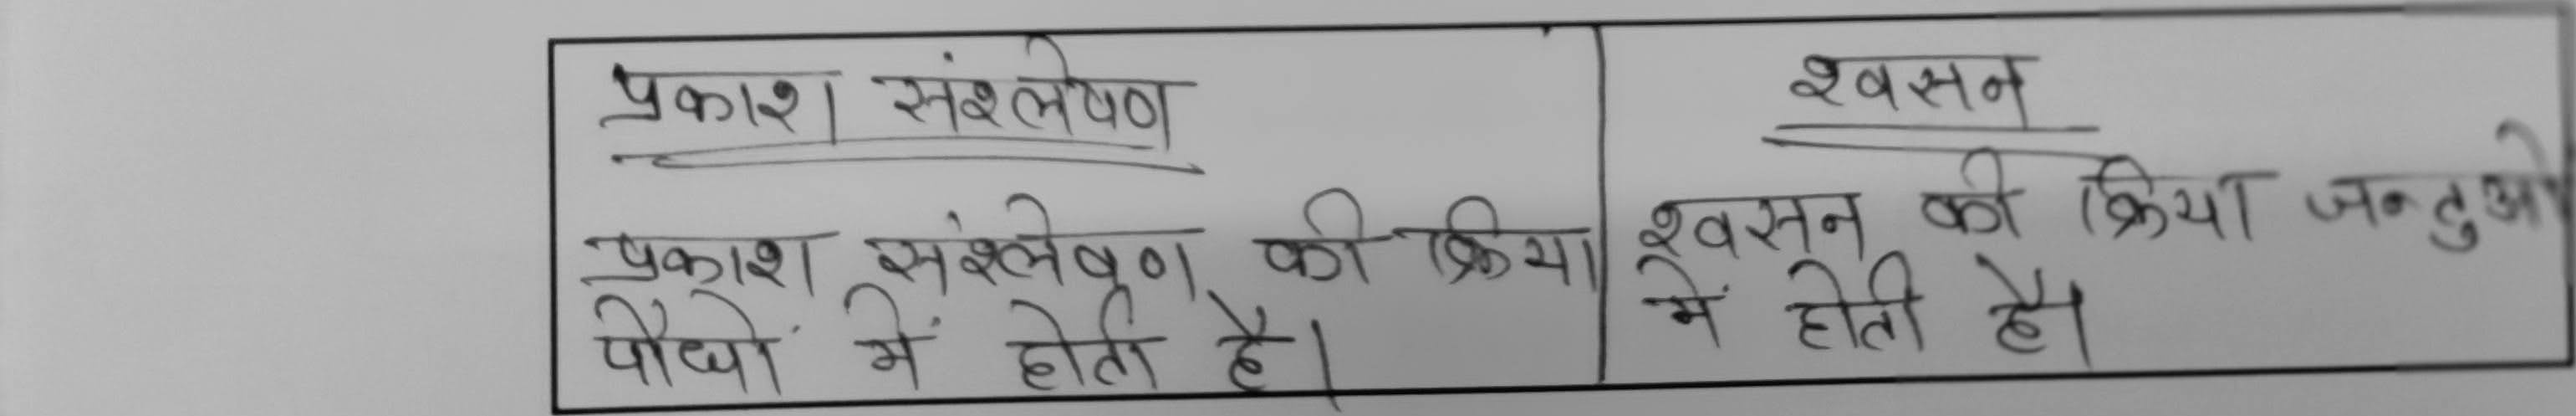 प्रकाश संश्लेषण
प्रकाश संश्लेषण की क्रिया
पौधों में होती है।
श्वसन
श्वसन की क्रिया जन्तुओ
में होती है।